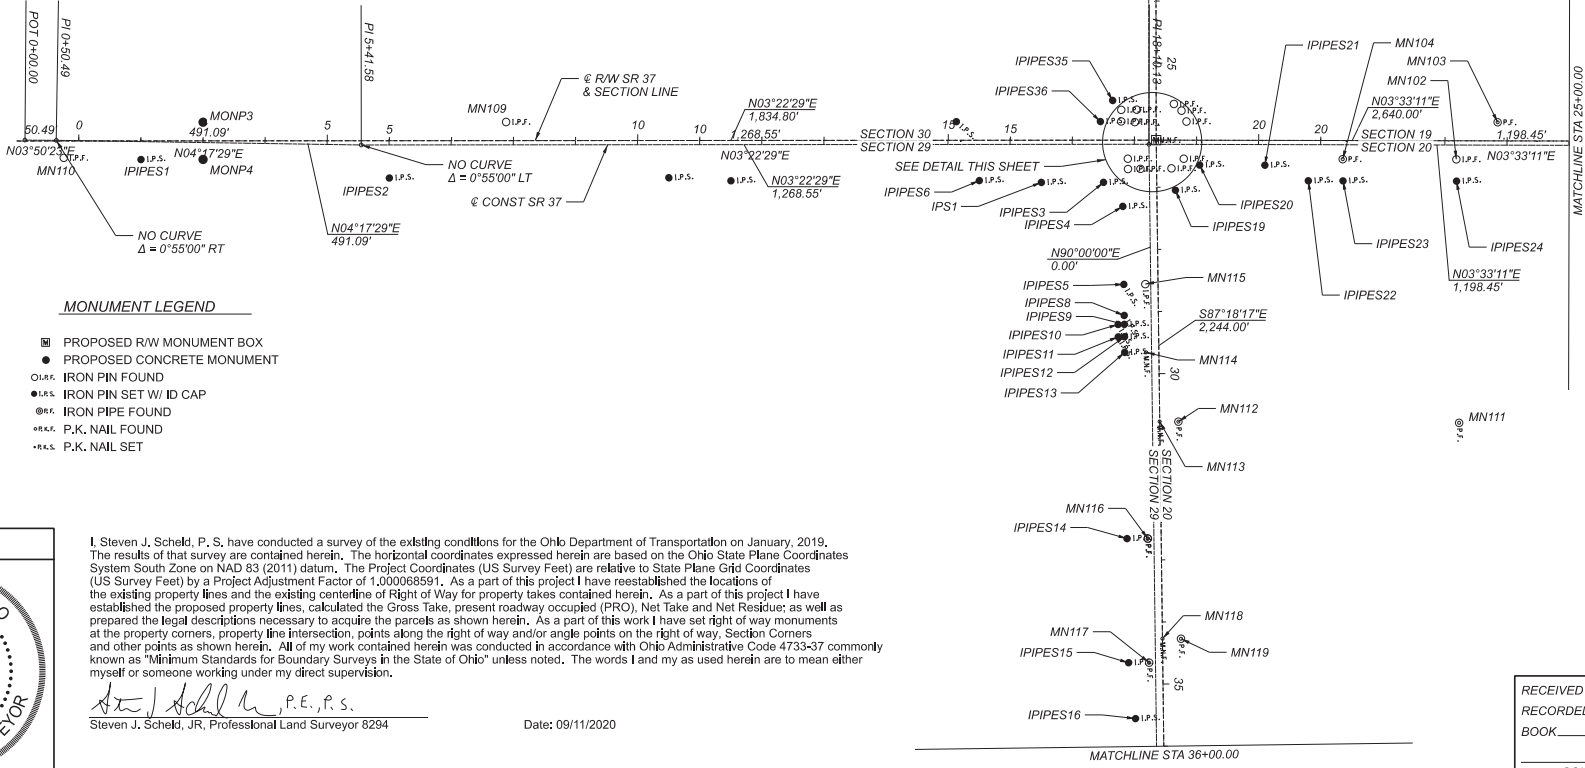 POT 0+00.00
PI 0+50.49
PI 5+41.58
PI 18+10.13
25
MATCHLINE STA 25+00.00
50.49
0
MONP3
491.09'
N03°50'23"E
I.P.F.
MN110
I.P.S.
IPIPES1
N04°17'29"E
MONP4
5
5
MN109
I.P.F.
℄ R/W SR 37
& SECTION LINE
N03°22'29"E
1,834.80'
10
10
1,268.55'
N03°22'29"E
NO CURVE
Δ = 0°55'00" LT
IPIPES2
I.P.S.
℄ CONST SR 37
I.P.S.
I.P.S.
N03°22'29"E
1,268.55'
NO CURVE
Δ = 0°55'00" RT
N04°17'29"E
491.09'
IPIPES35
IPIPES36
I.P.S.
15
15
SECTION 30
SECTION 29
SEE DETAIL THIS SHEET
IPIPES6
I.P.S.
IPS1
I.P.S.
IPIPES3
IPIPES4
IPIPES21
MN104
MN103
MN102
N03°33'11"E
2,640.00'
20
20
SECTION 19
SECTION 20
1,198.45'
P.F.
P.F.
I.P.F.
N03°33'11"E
I.P.S.
I.P.S.
I.P.S.
I.P.S.
I.P.S.
IPIPES20
IPIPES19
IPIPES23
IPIPES24
IPIPES22
N03°33'11"E
1,198.45'
N90°00'00"E
0.00'
IPIPES5
I.P.S.
I.P.F.
MN115
IPIPES8
IPIPES9
IPIPES10
IPIPES11
IPIPES12
IPIPES13
S87°18'17"E
2,244.00'
MN114
30
MN112
P.F.
MN111
P.F.
MN113
SECTION 29
SECTION 20
MN116
IPIPES14
MN118
MN117
IPIPES15
MN119
P.F.
35
IPIPES16
I.P.S.
MATCHLINE STA 36+00.00
MONUMENT LEGEND
M PROPOSED R/W MONUMENT BOX
PROPOSED CONCRETE MONUMENT
I.P.F. IRON PIN FOUND
I.P.S. IRON PIN SET W/ ID CAP
P.F. IRON PIPE FOUND
P.K.F. P.K. NAIL FOUND
P.K.S. P.K. NAIL SET
I, Steven J. Scheld, P. S. have conducted a survey of the existing conditions for the Ohio Department of Transportation on January, 2019.
The results of that survey are contained herein. The horizontal coordinates expressed herein are based on the Ohio State Plane Coordinates
System South Zone on NAD 83 (2011) datum. The Project Coordinates (US Survey Feet) are relative to State Plane Grid Coordinates
(US Survey Feet) by a Project Adjustment Factor of 1.000068591. As a part of this project I have reestablished the locations of
the existing property lines and the existing centerline of Right of Way for property takes contained herein. As a part of this project I have
established the proposed property lines, calculated the Gross Take, present roadway occupied (PRO), Net Take and Net Residue; as well as
prepared the legal descriptions necessary to acquire the parcels as shown herein. As a part of this work I have set right of way monuments
at the property corners, property line intersection, points along the right of way and/or angle points on the right of way, Section Corners
and other points as shown herein. All of my work contained herein was conducted in accordance with Ohio Administrative Code 4733-37 commonly
known as "Minimum Standards for Boundary Surveys in the State of Ohio" unless noted. The words I and my as used herein are to mean either
myself or someone working under my direct supervision.
P.E., P.S.
Steven J. Scheld, JR, Professional Land Surveyor 8294
Date: 09/11/2020
RECEIVED
RECORDED
BOOK